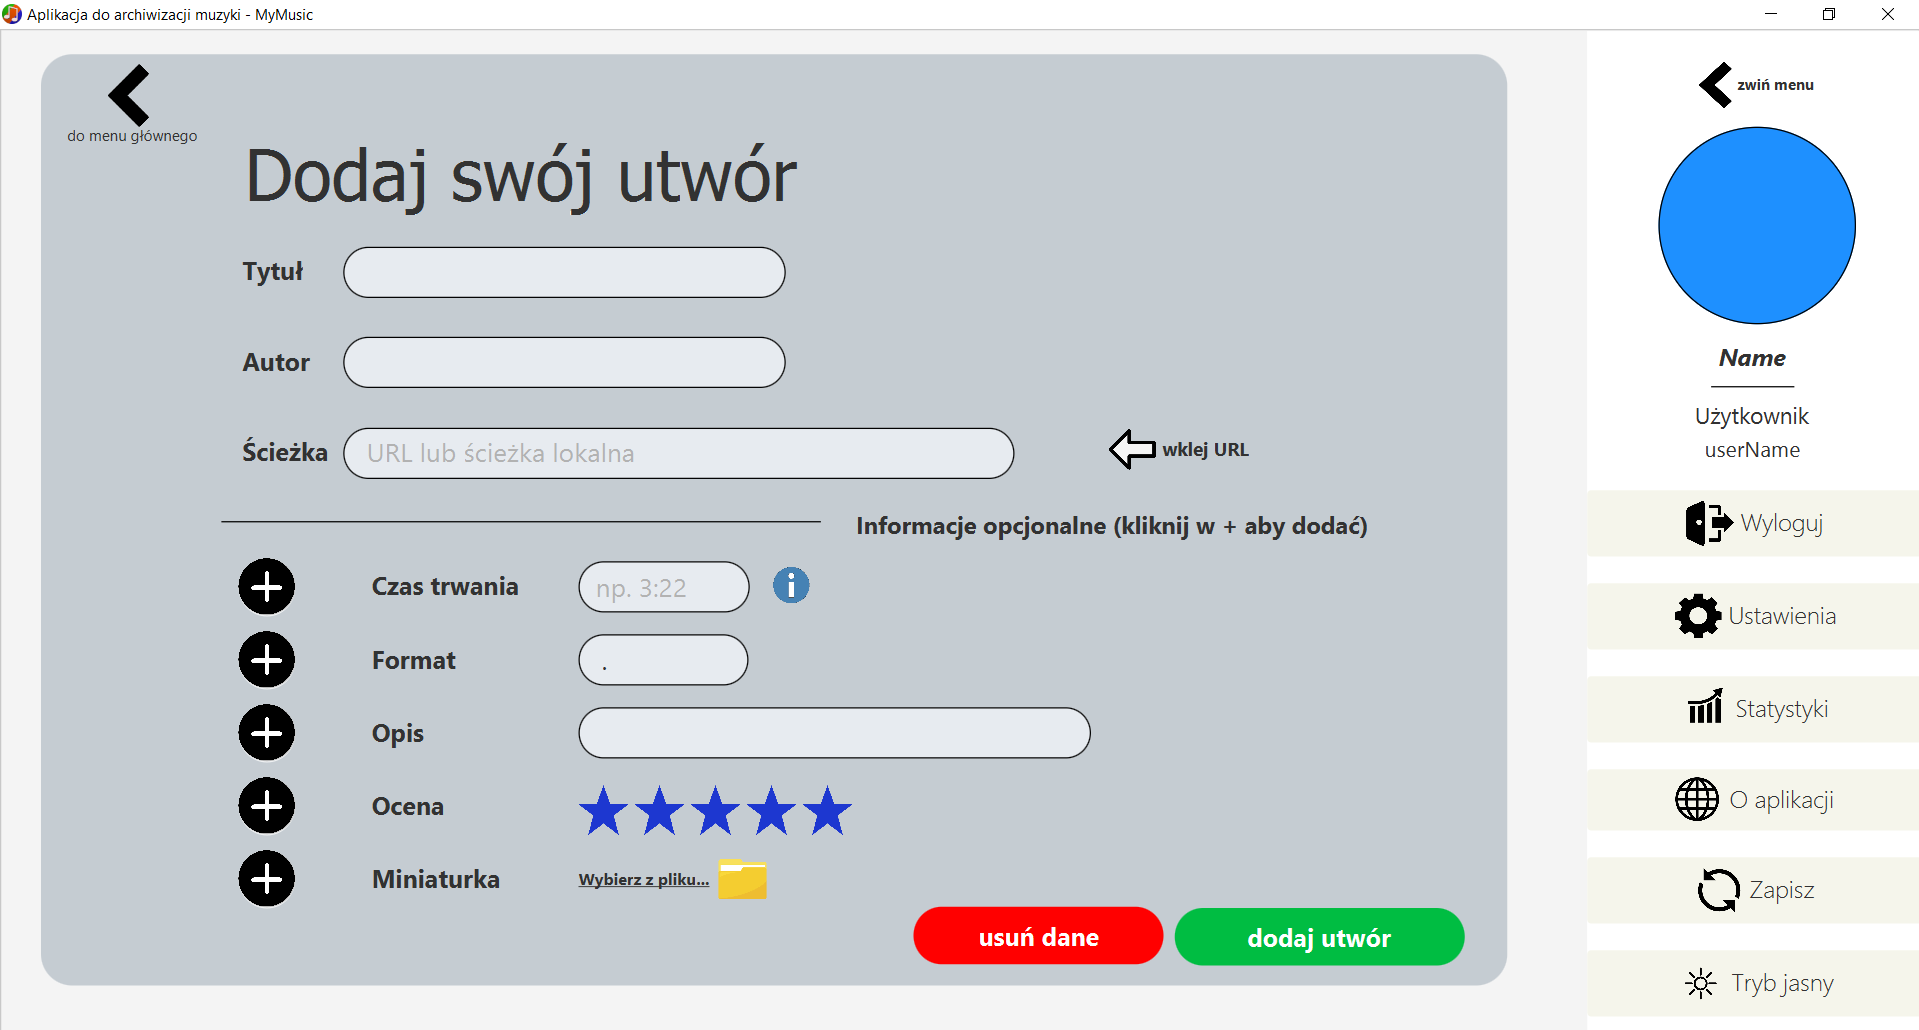 Aplikacja do archiwizacji muzyki - MyMusic
do menu głównego
Dodaj swój utwór
Tytuł
Autor
Ścieżka URL lub ścieżka lokalna
wklej URL
Informacje opcjonalne (kliknij w + aby dodać)
Czas trwania np. 3:22
Format .
Opis
Ocena
Miniaturka Wybierz z pliku...
usuń dane
dodaj utwór
zwiń menu
Name
Użytkownik
userName
Wyloguj
Ustawienia
Statystyki
O aplikacji
Zapisz
Tryb jasny